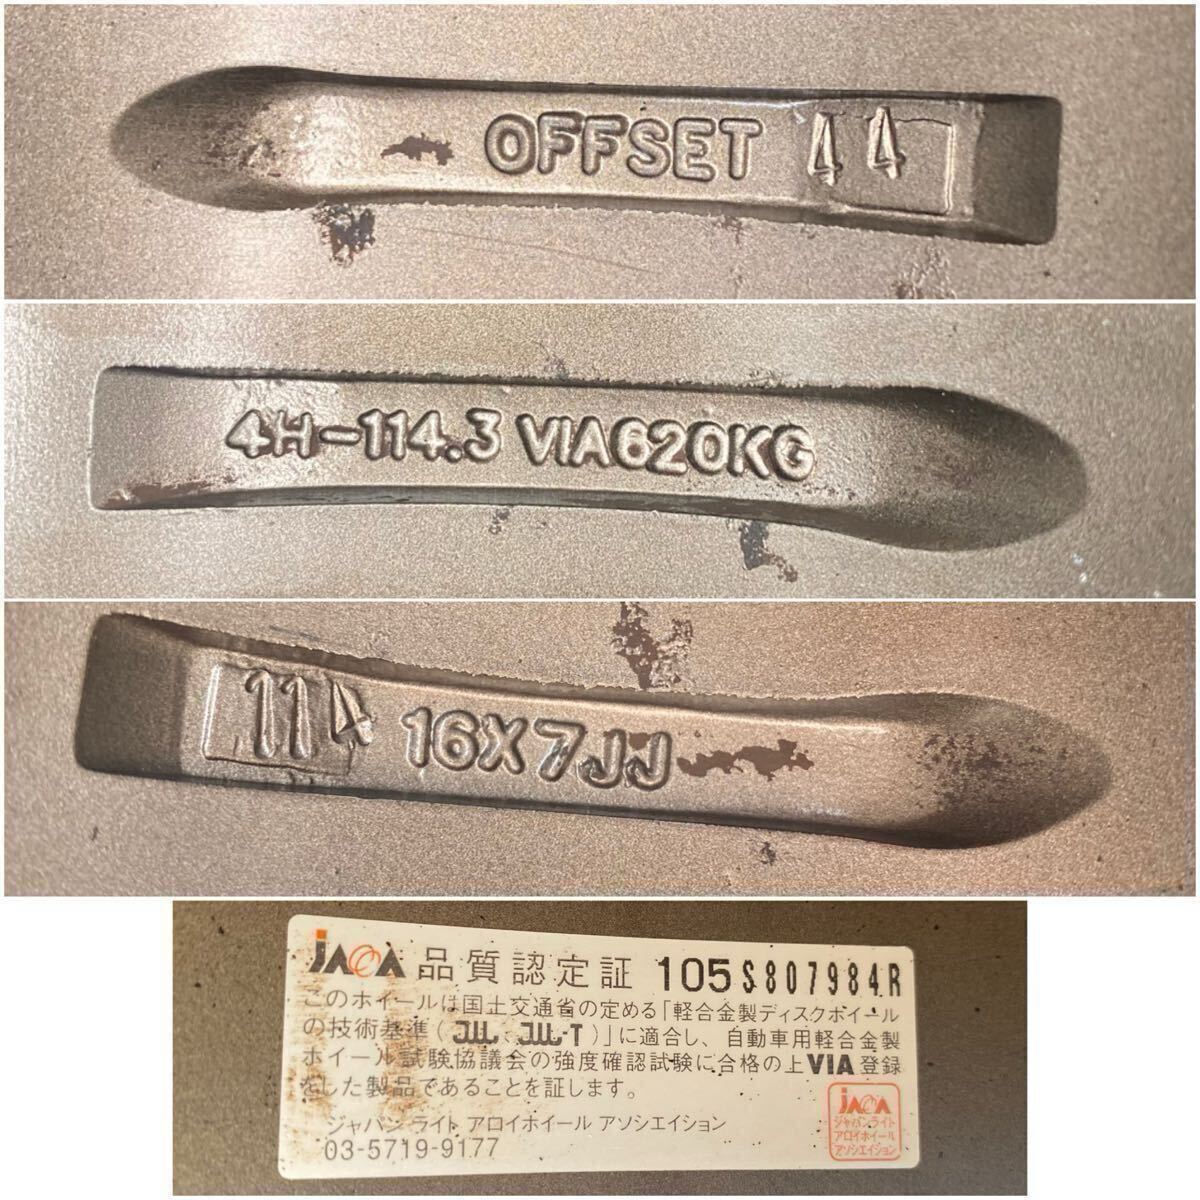 OFFSET 44
4H-114.3 VIA620KG
114 16X7JJ
JAWA 品質認定証 105S807984R
このホイールは国土交通省の定める「軽合金製ディスクホイール
の技術基準(JWL、JWL-T)」に適合し、自動車用軽合金製
ホイール試験協議会の強度確認試験に合格の上VIA登録
をした製品であることを証します。
ジャパン ライト アロイホイール アソシエイション
03-5719-9177
JAWA
ジャパンライト
アロイホイール
アソシエイション